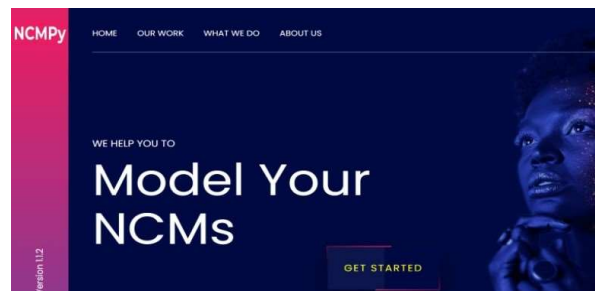 NCMPy
HOME OUR WORK WHAT WE DO ABOUT US
WE HELP YOU TO
Model Your
NCMs
GET STARTED
ersion 1.1.2